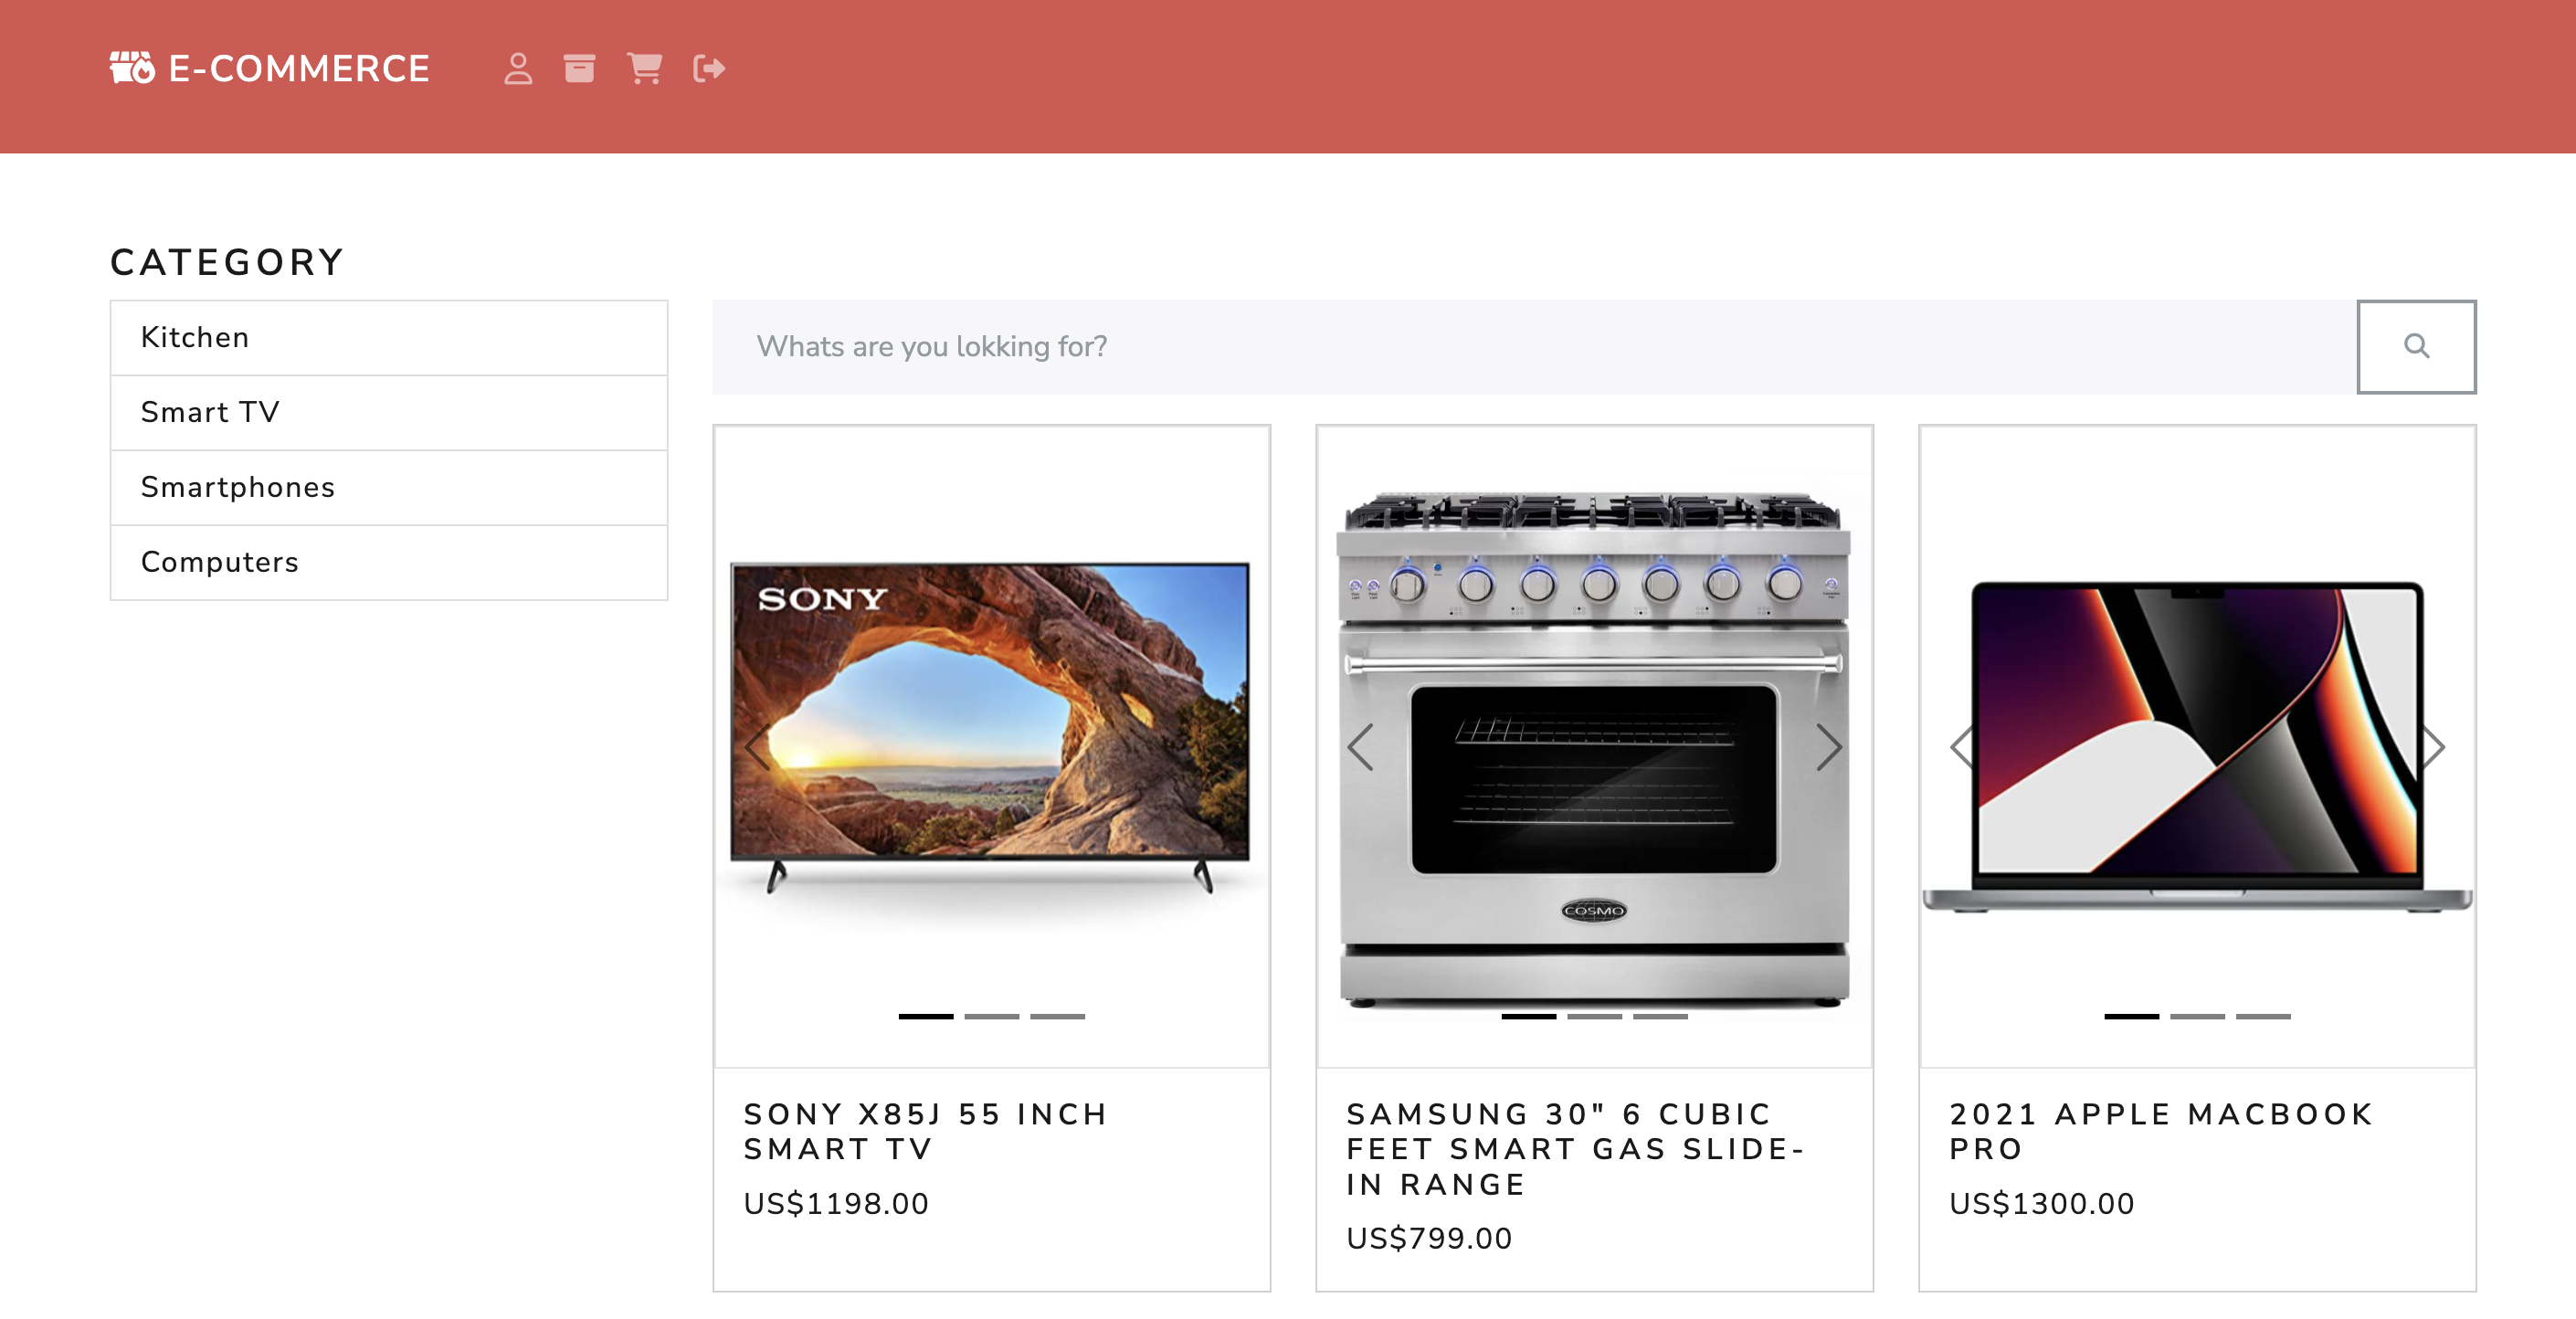 E-COMMERCE
CATEGORY
Kitchen
Smart TV
Smartphones
Computers
Whats are you lokking for?
SONY
SONY X85J 55 INCH
SMART TV
US$1198.00
COSMO
SAMSUNG 30" 6 CUBIC
FEET SMART GAS SLIDE-
IN RANGE
US$799.00
2021 APPLE MACBOOK
PRO
US$1300.00